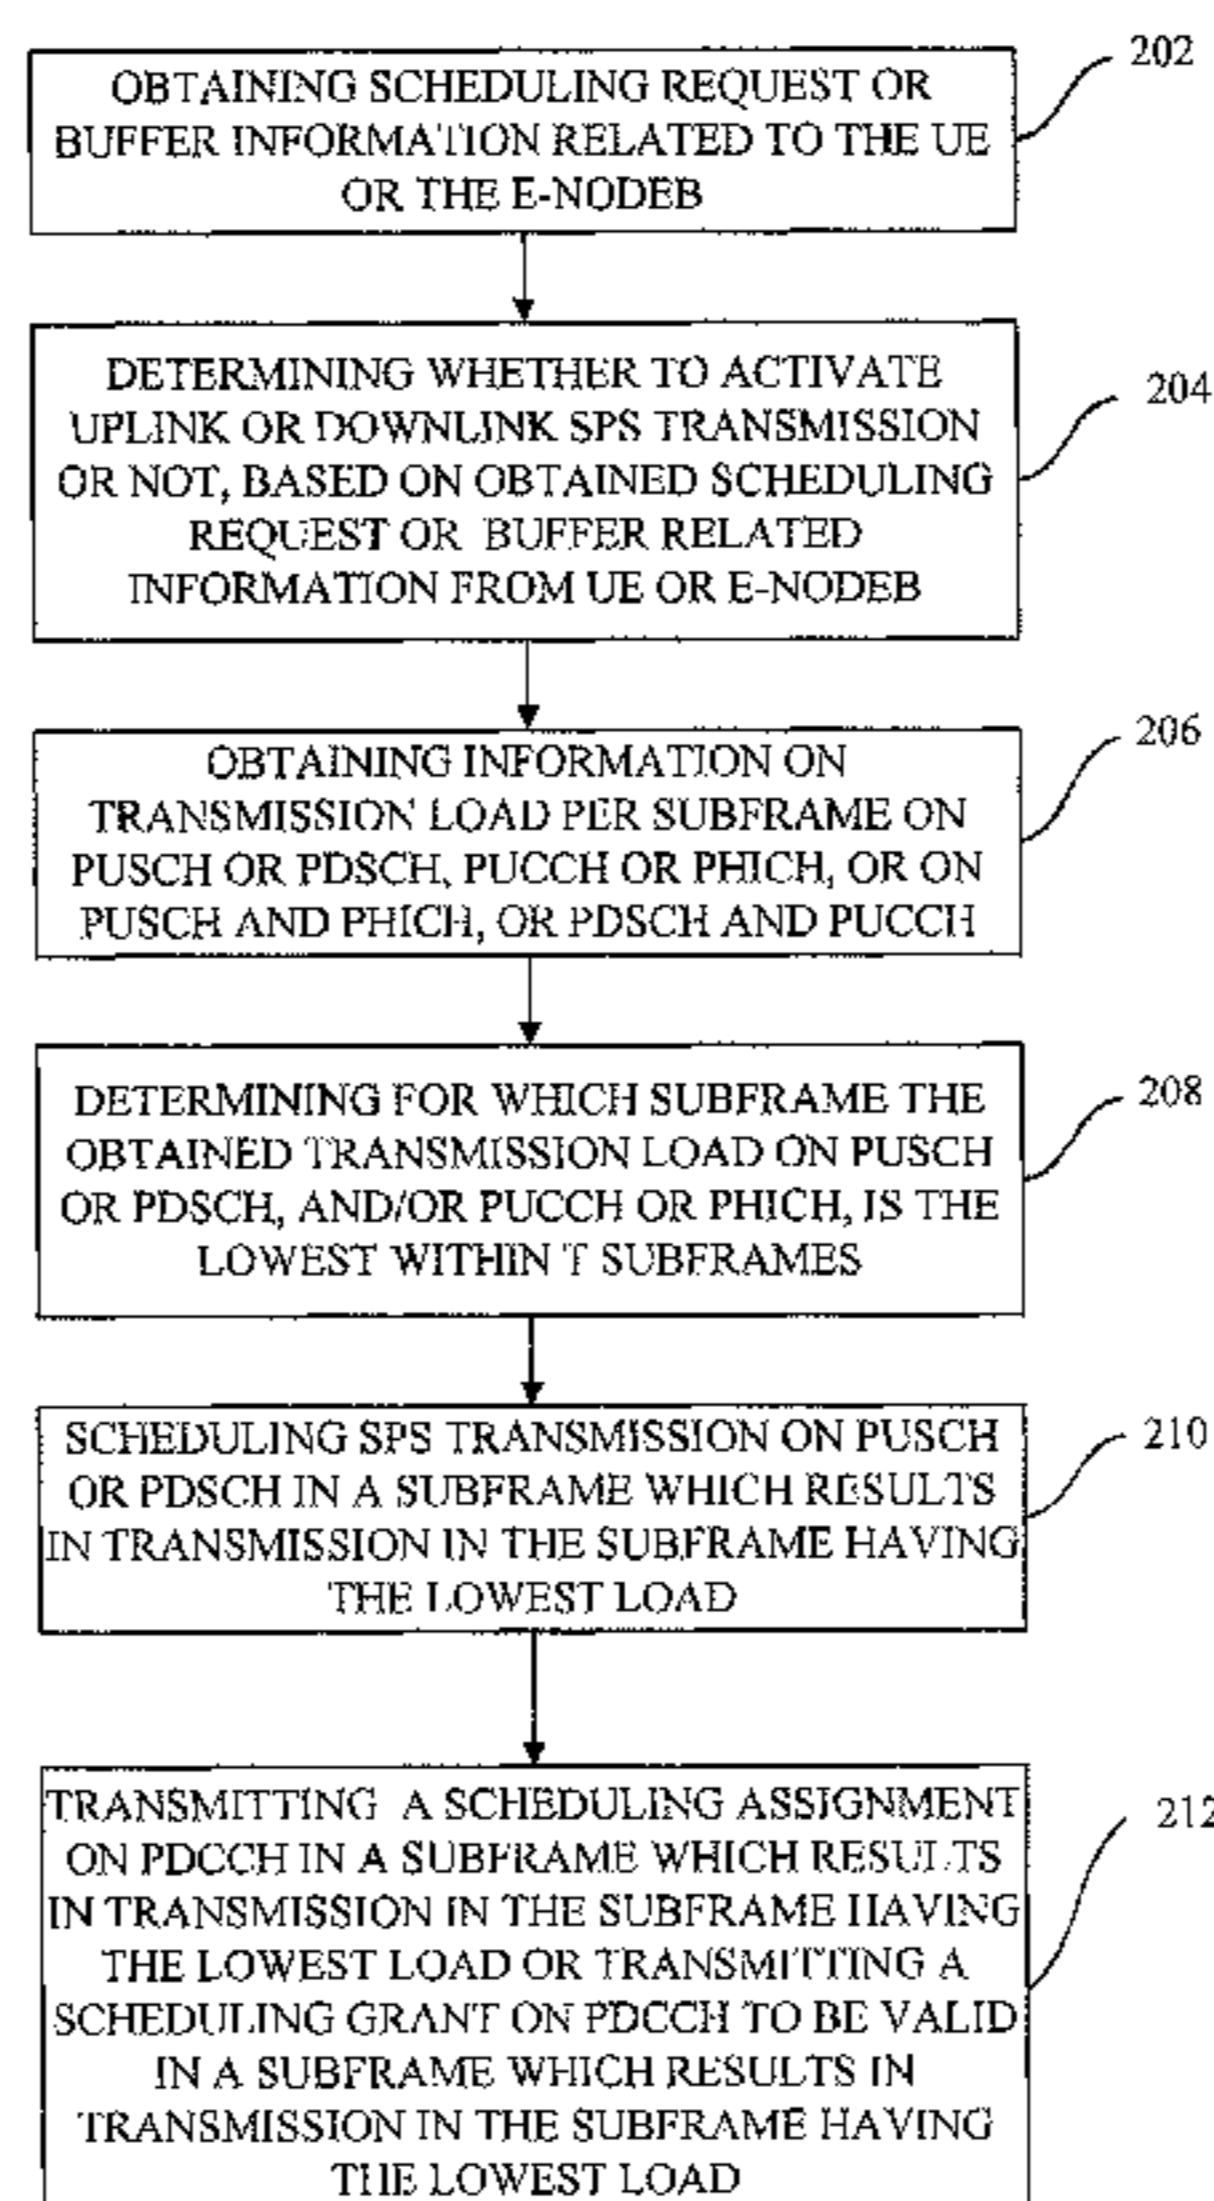 OBTAINING SCHEDULING REQUEST OR
BUFFER INFORMATION RELATED TO THE UE
OR THE E-NODEB
202
DETERMINING WHETHER TO ACTIVATE
UPLINK OR DOWNLINK SPS TRANSMISSION
OR NOT, BASED ON OBTAINED SCHEDULING
REQUEST OR BUFFER RELATED
INFORMATION FROM UE OR E-NODEB
204
OBTAINING INFORMATION ON
TRANSMISSION LOAD PER SUBFRAME ON
PUSCH OR PDSCH, PUCCH OR PHICH, OR ON
PUSCH AND PHICH, OR PDSCH AND PUCCH
206
DETERMINING FOR WHICH SUBFRAME THE
OBTAINED TRANSMISSION LOAD ON PUSCH
OR PDSCH, AND/OR PUCCH OR PHICH, IS THE
LOWEST WITHIN T SUBFRAMES
208
SCHEDULING SPS TRANSMISSION ON PUSCH
OR PDSCH IN A SUBFRAME WHICH RESULTS
IN TRANSMISSION IN THE SUBFRAME HAVING
THE LOWEST LOAD
210
TRANSMITTING A SCHEDULING ASSIGNMENT
ON PDCCH IN A SUBFRAME WHICH RESULTS
IN TRANSMISSION IN THE SUBFRAME HAVING
THE LOWEST LOAD OR TRANSMITTING A
SCHEDULING GRANT ON PDCCH TO BE VALID
IN A SUBFRAME WHICH RESULTS IN
TRANSMISSION IN THE SUBFRAME HAVING
THE LOWEST LOAD
212